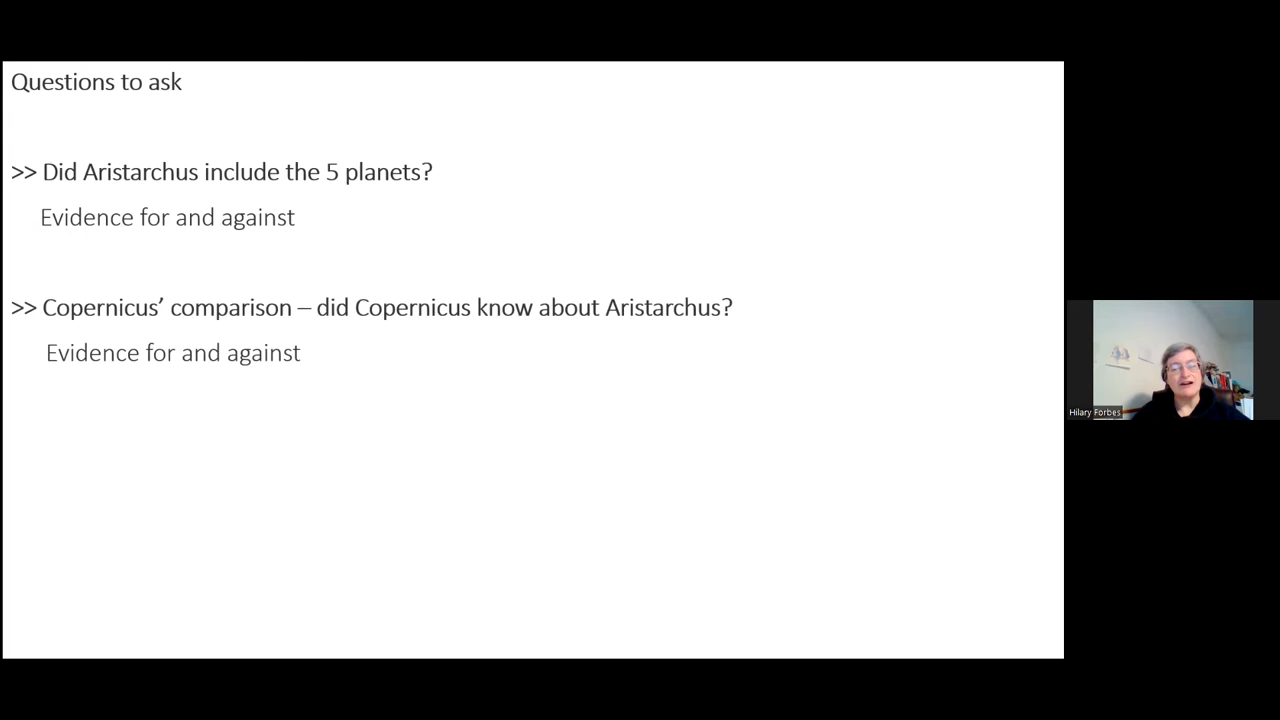 Questions to ask
>> Did Aristarchus include the 5 planets?
Evidence for and against
>> Copernicus’ comparison – did Copernicus know about Aristarchus?
Evidence for and against
Hilary Forbes